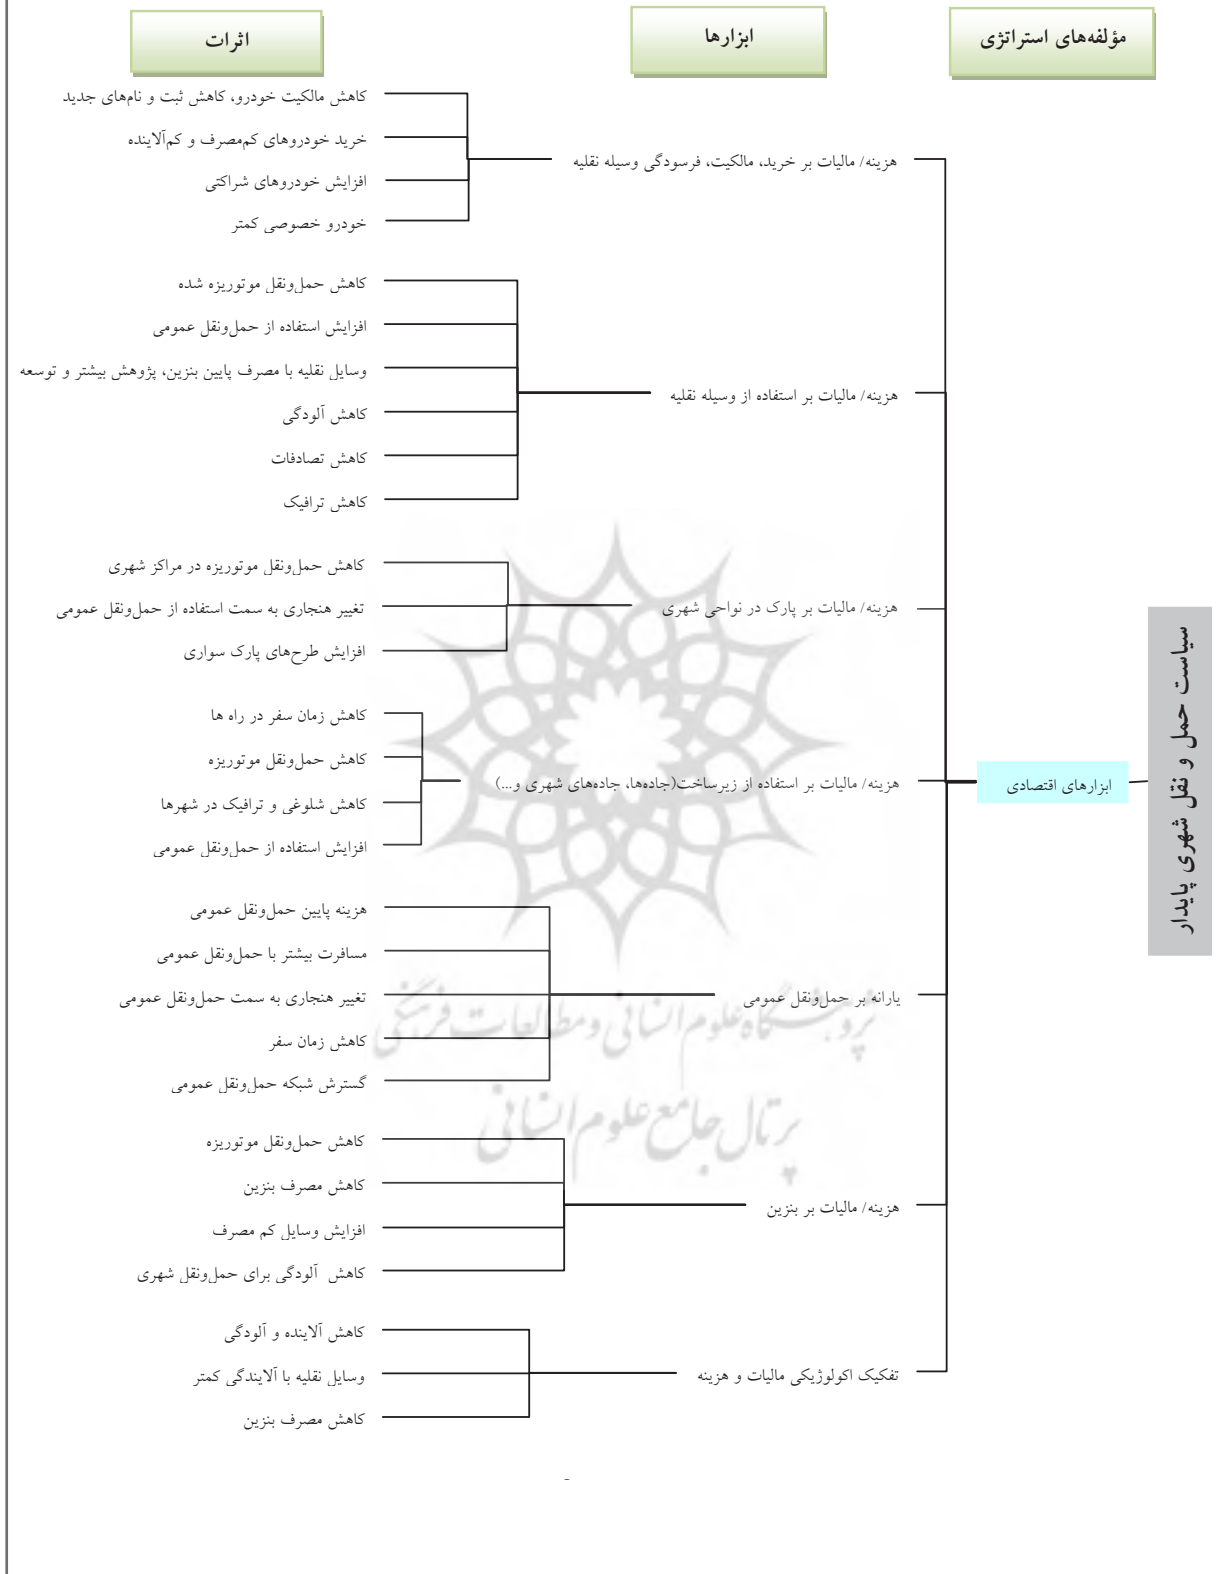 مؤلفه‌های استراتژی
ابزارها
اثرات
سیاست حمل و نقل شهری پایدار
ابزارهای اقتصادی
هزینه/ مالیات بر خرید، مالکیت، فرسودگی وسیله نقلیه
کاهش مالکیت خودرو، کاهش ثبت و نام‌های جدید
خرید خودروهای کم‌مصرف و کم‌آلاینده
افزایش خودروهای شراکتی
خودرو خصوصی کمتر
هزینه/ مالیات بر استفاده از وسیله نقلیه
کاهش حمل‌ونقل موتوریزه شده
افزایش استفاده از حمل‌ونقل عمومی
وسایل نقلیه با مصرف پایین بنزین، پژوهش بیشتر و توسعه
کاهش آلودگی
کاهش تصادفات
کاهش ترافیک
هزینه/ مالیات بر پارک در نواحی شهری
کاهش حمل‌ونقل موتوریزه در مراکز شهری
تغییر هنجاری به سمت استفاده از حمل‌ونقل عمومی
افزایش طرح‌های پارک سواری
هزینه/ مالیات بر استفاده از زیرساخت(جاده‌ها، جاده‌های شهری و...)
کاهش زمان سفر در راه ها
کاهش حمل‌ونقل موتوریزه
کاهش شلوغی و ترافیک در شهرها
افزایش استفاده از حمل‌ونقل عمومی
یارانه بر حمل‌ونقل عمومی
هزینه پایین حمل‌ونقل عمومی
مسافرت بیشتر با حمل‌ونقل عمومی
تغییر هنجاری به سمت حمل‌ونقل عمومی
کاهش زمان سفر
گسترش شبکه حمل‌ونقل عمومی
پژوهشگاه علوم انسانی و مطالعات فرهنگی
پرتال جامع علوم انسانی
هزینه/ مالیات بر بنزین
کاهش حمل‌ونقل موتوریزه
کاهش مصرف بنزین
افزایش وسایل کم مصرف
کاهش آلودگی برای حمل‌ونقل شهری
تفکیک اکولوژیکی مالیات و هزینه
کاهش آلاینده و آلودگی
وسایل نقلیه با آلایندگی کمتر
کاهش مصرف بنزین